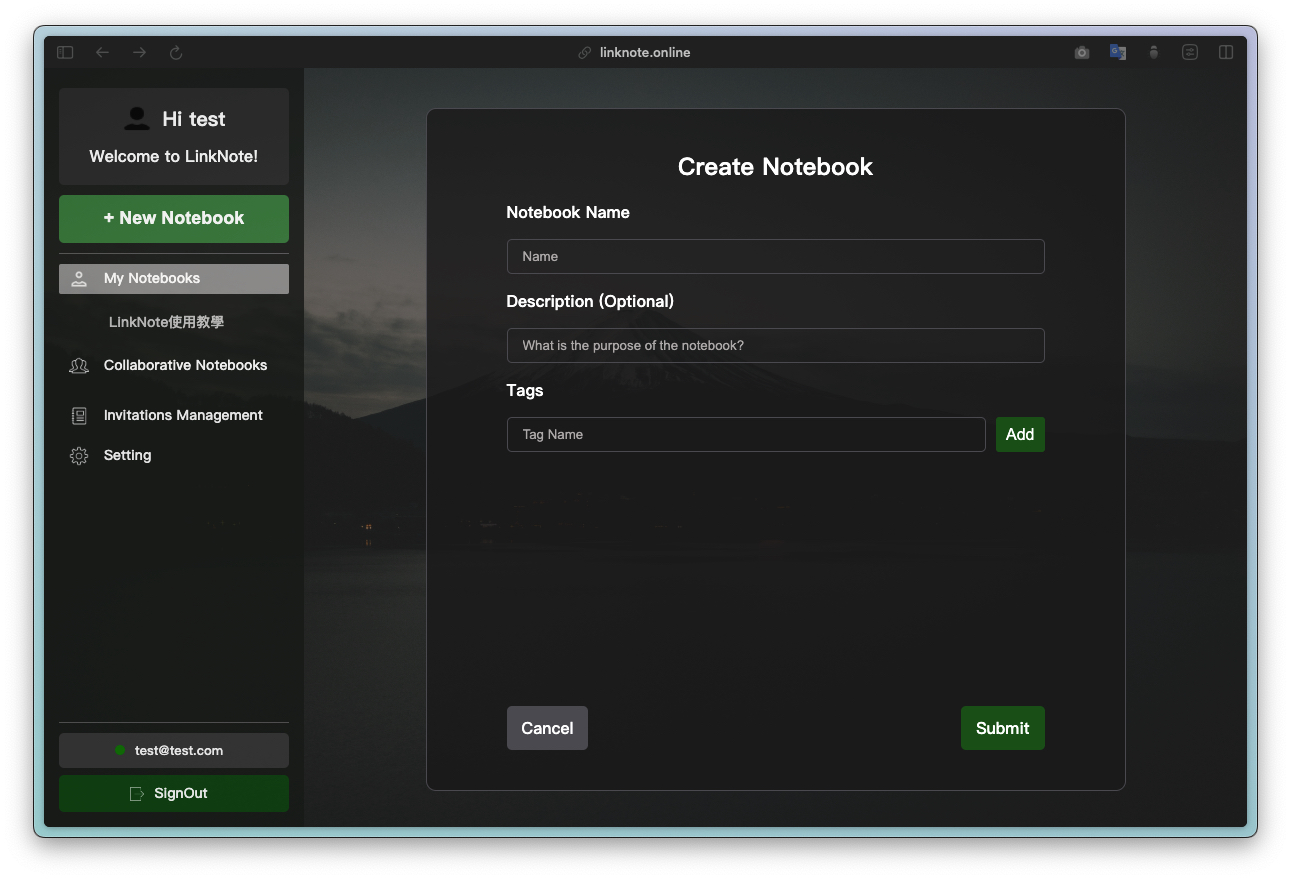 linknote.online
Hi test
Welcome to LinkNote!
+ New Notebook
My Notebooks
LinkNote使用教學
Collaborative Notebooks
Invitations Management
Setting
test@test.com
SignOut
Create Notebook
Notebook Name
Name
Description (Optional)
What is the purpose of the notebook?
Tags
Tag Name
Add
Cancel
Submit